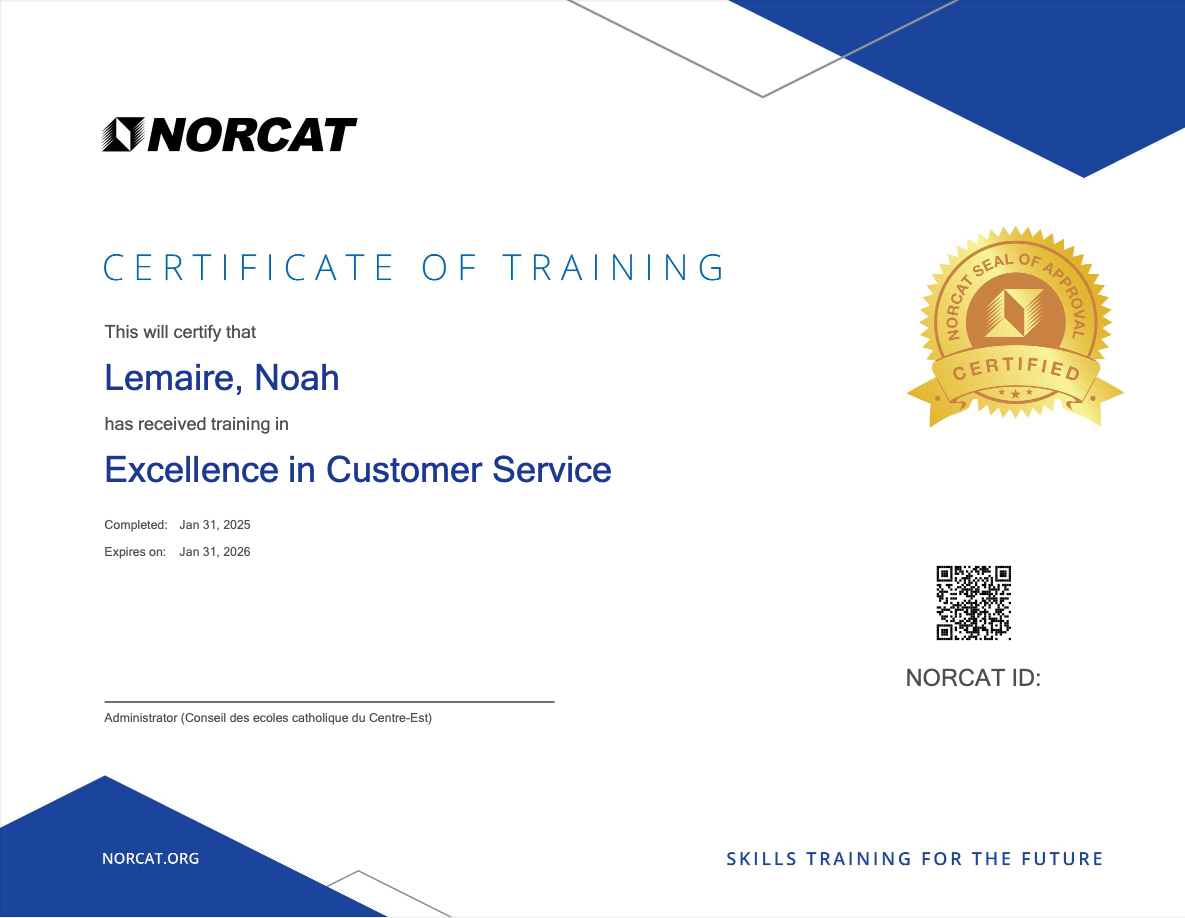 NORCAT
CERTIFICATE OF TRAINING
This will certify that
Lemaire, Noah
has received training in
Excellence in Customer Service
Completed: Jan 31, 2025
Expires on: Jan 31, 2026
NORCAT SEAL OF APPROVAL
CERTIFIED
NORCAT ID:
Administrator (Conseil des ecoles catholique du Centre-Est)
NORCAT.ORG
SKILLS TRAINING FOR THE FUTURE